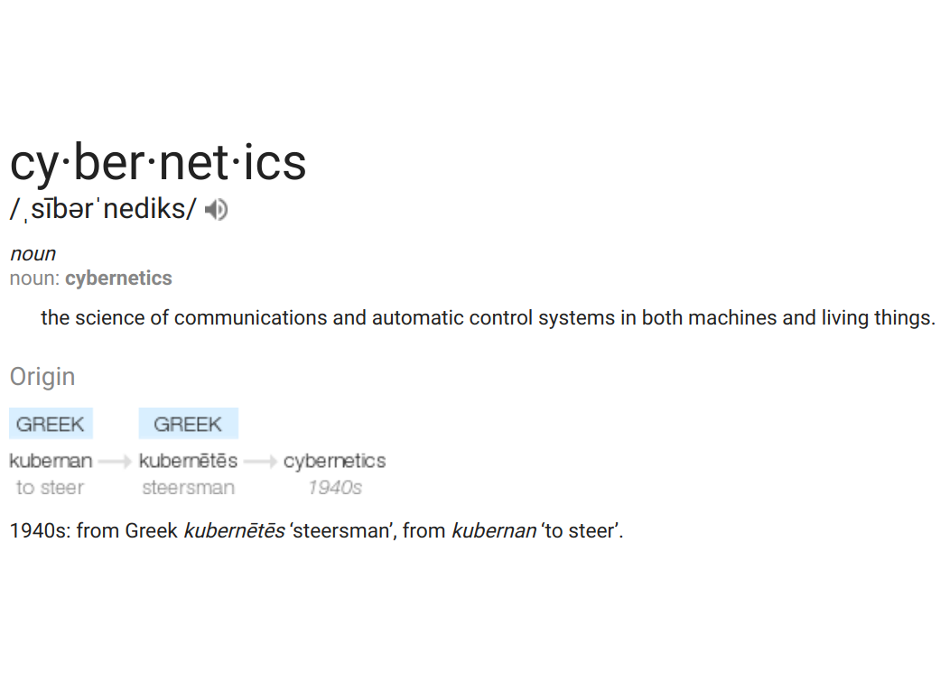 cy·ber·net·ics
/ˌsībərˈnediks/
noun
noun: cybernetics
the science of communications and automatic control systems in both machines and living things.
Origin
GREEK GREEK
kubernan kubernētēs cybernetics
to steer steersman 1940s
1940s: from Greek kubernētēs ‘steersman’, from kubernan ‘to steer’.